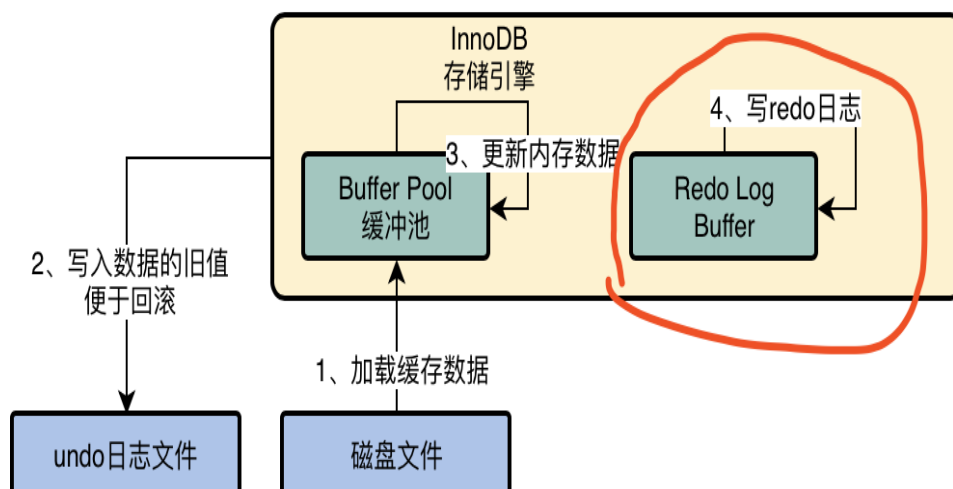 InnoDB
存储引擎
4、写redo日志
3、更新内存数据
Buffer Pool
缓冲池
Redo Log
Buffer
2、写入数据的旧值
便于回滚
1、加载缓存数据
undo日志文件
磁盘文件